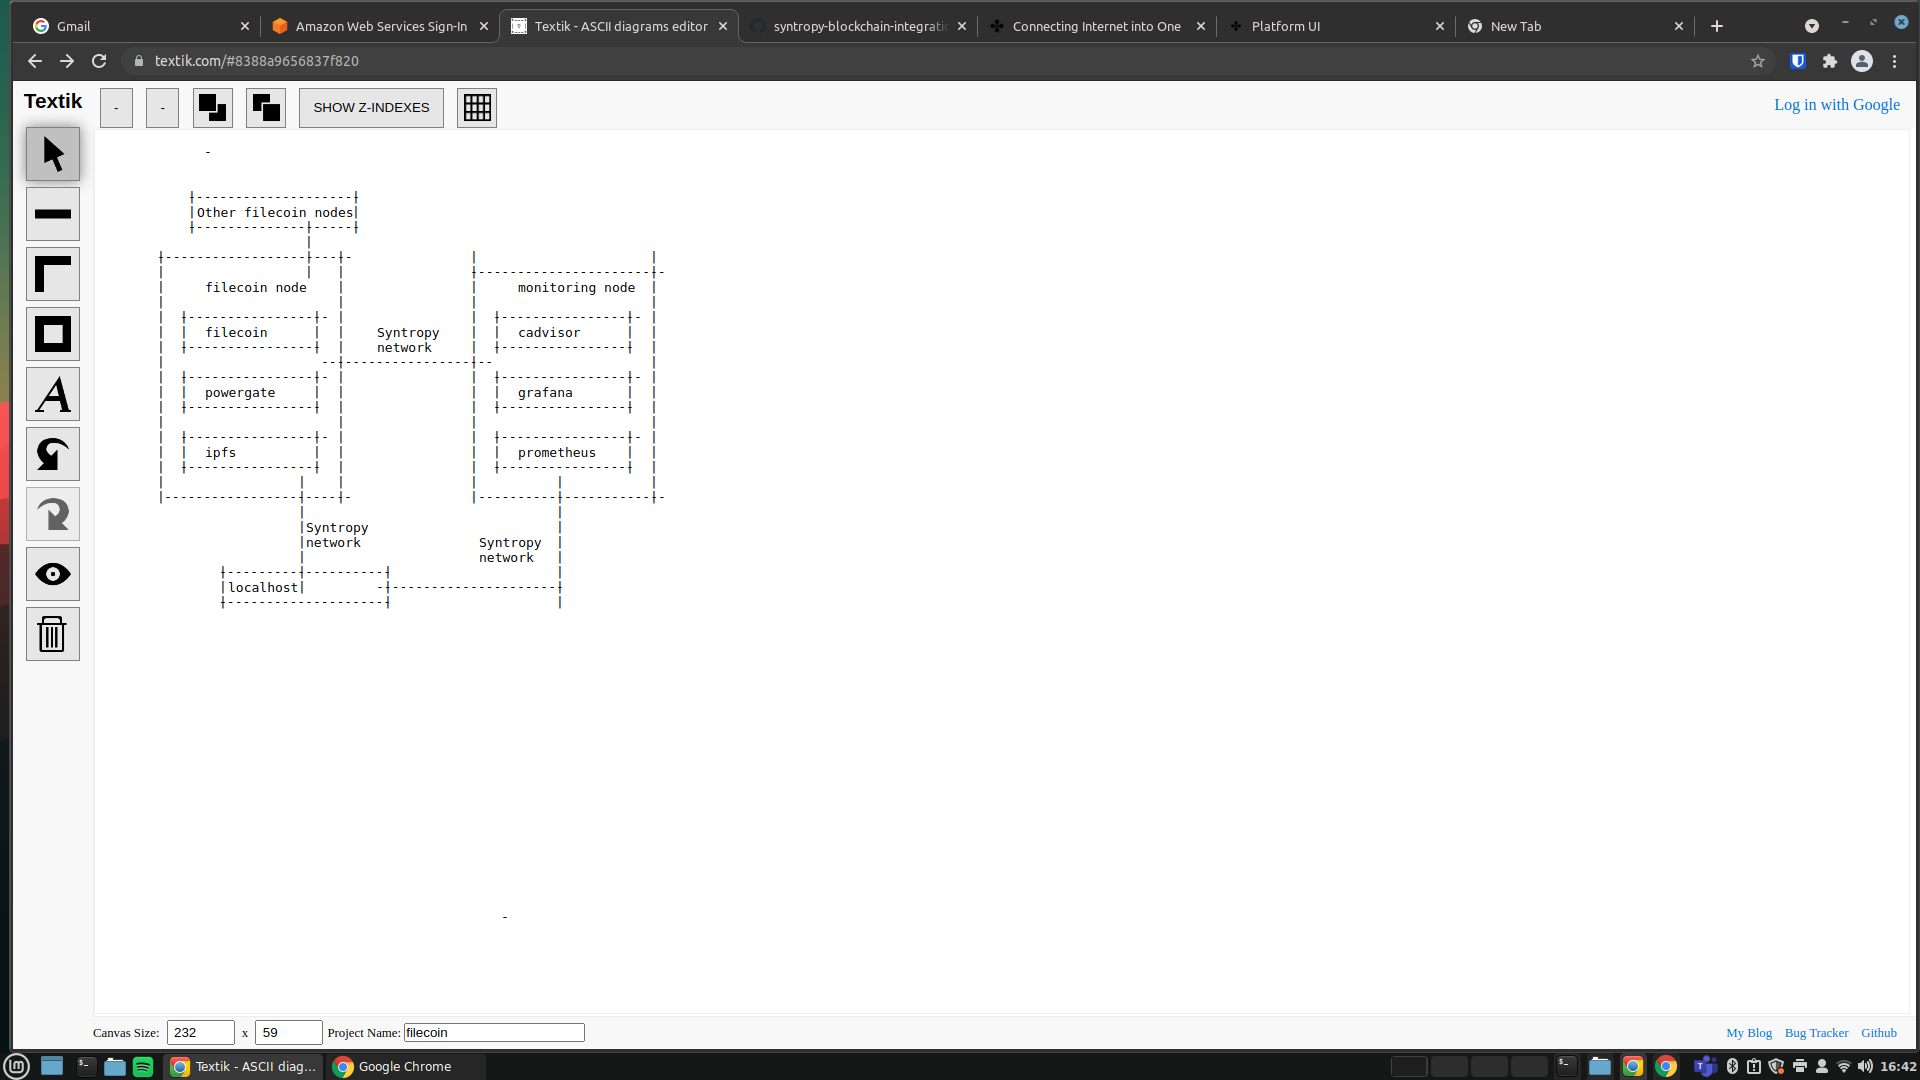 Gmail
Amazon Web Services Sign-In
Textik - ASCII diagrams editor
syntropy-blockchain-integratio
Connecting Internet into One
Platform UI
New Tab
textik.com/#8388a9656837f820
Textik
-
-
SHOW Z-INDEXES
Log in with Google
A
Other filecoin nodes
filecoin node
monitoring node
filecoin
Syntropy
network
cadvisor
powergate
grafana
ipfs
prometheus
Syntropy
network
Syntropy
network
localhost
Canvas Size: 232 x 59 Project Name: filecoin
My Blog Bug Tracker Github
Textik - ASCII diag...
Google Chrome
16:42